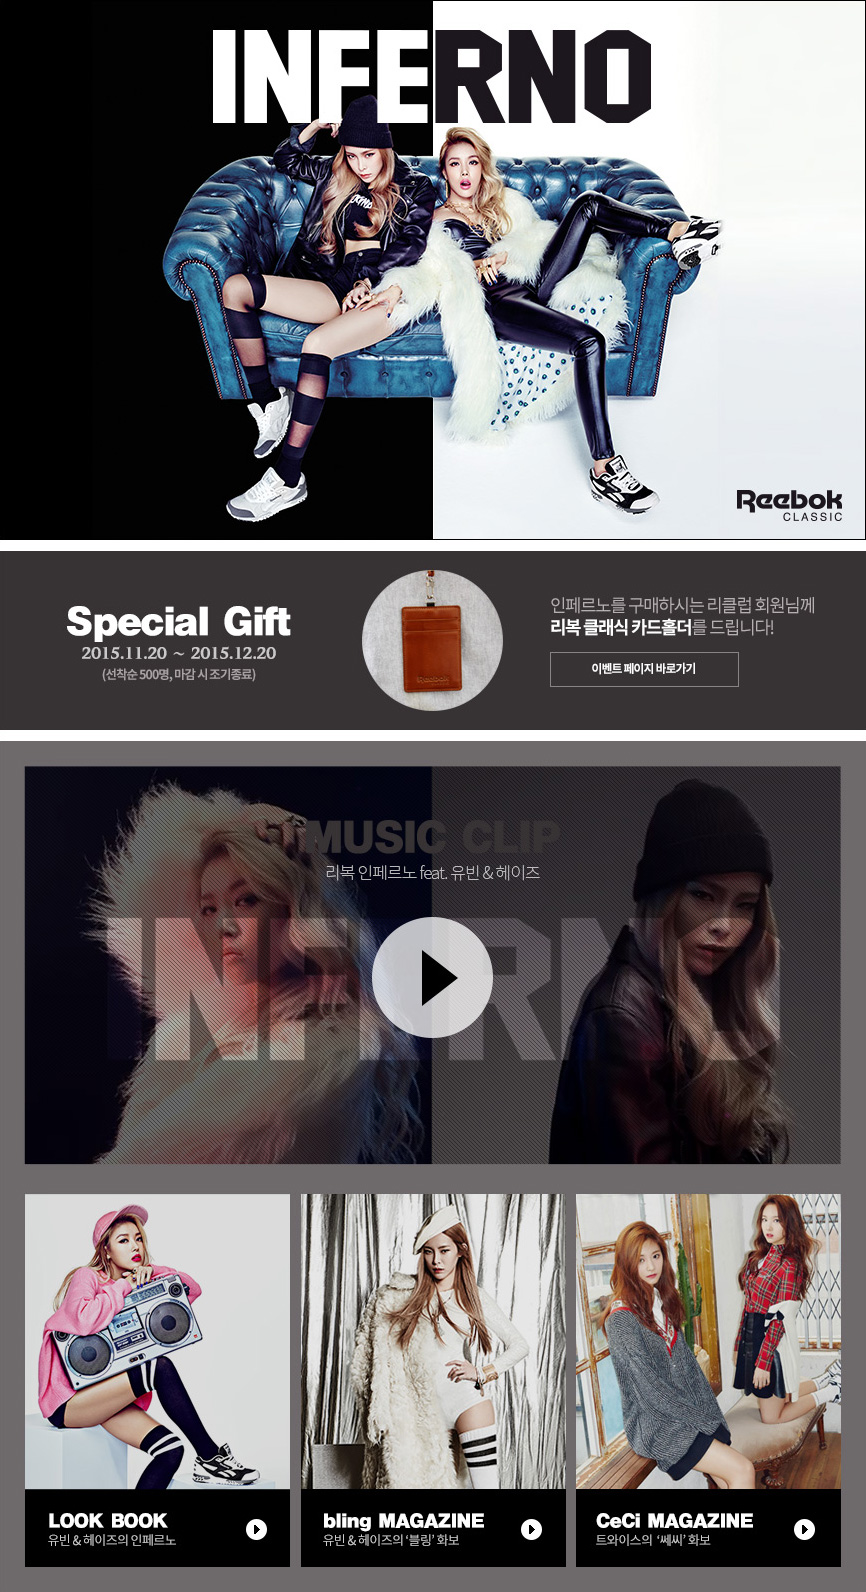 INFERNO
Reebok
CLASSIC
Special Gift
2015.11.20 ~ 2015.12.20
(선착순 500명, 마감 시 조기종료)
Reebok
인페르노를 구매하시는 리클럽 회원님께
리복 클래식 카드홀더를 드립니다!
이벤트 페이지 바로가기
MUSIC CLIP
리복 인페르노 feat. 유빈 & 헤이즈
INFERNO
LOOK BOOK
유빈 & 헤이즈의 인페르노
bling MAGAZINE
유빈 & 헤이즈의 ‘블링’ 화보
CeCi MAGAZINE
트와이스의 ‘쎄씨’ 화보